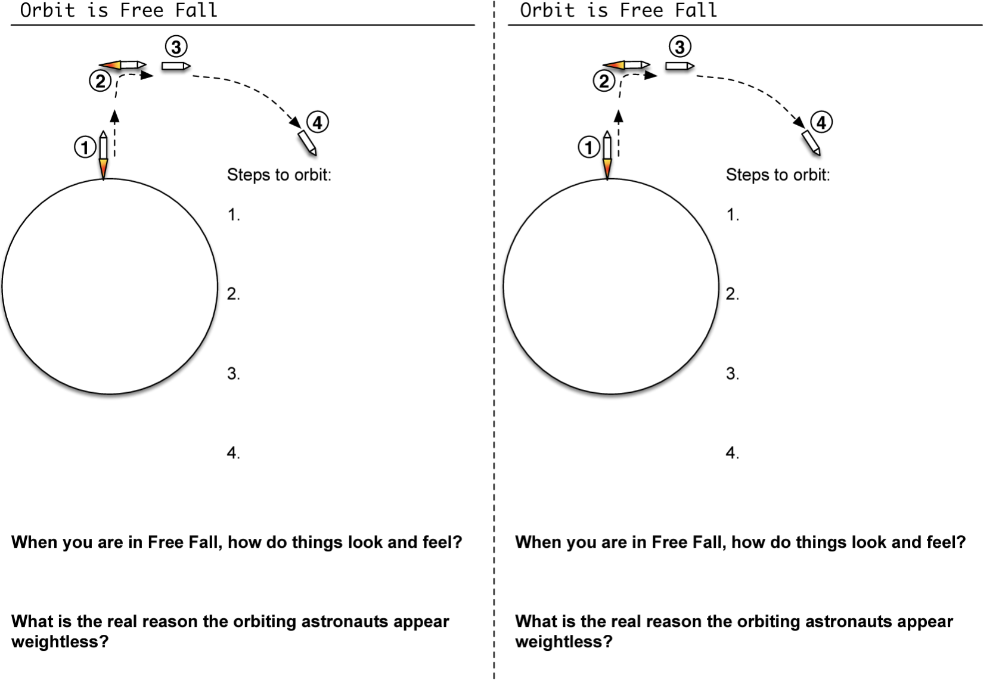 Orbit is Free Fall
3
2
4
1
Steps to orbit:
1.
2.
3.
4.
When you are in Free Fall, how do things look and feel?
What is the real reason the orbiting astronauts appear
weightless?
Orbit is Free Fall
3
2
4
1
Steps to orbit:
1.
2.
3.
4.
When you are in Free Fall, how do things look and feel?
What is the real reason the orbiting astronauts appear
weightless?